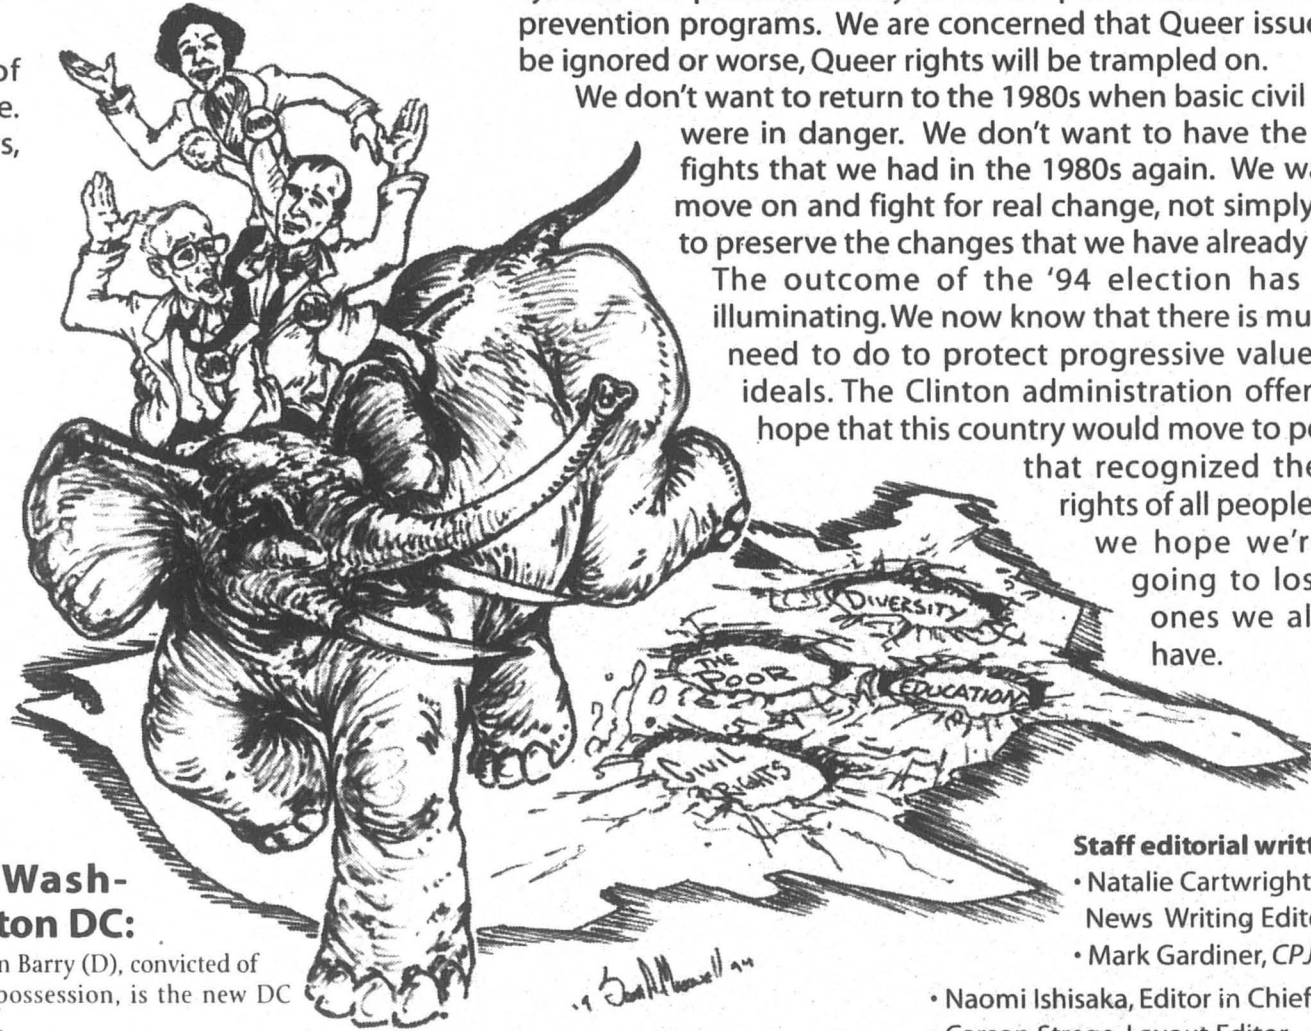 of
e.
s,
prevention programs. We are concerned that Queer issue
be ignored or worse, Queer rights will be trampled on.
We don't want to return to the 1980s when basic civil
were in danger. We don't want to have the
fights that we had in the 1980s again. We wa
move on and fight for real change, not simply
to preserve the changes that we have already
The outcome of the '94 election has
illuminating. We now know that there is mu
need to do to protect progressive value
ideals. The Clinton administration offer
hope that this country would move to po
that recognized the
rights of all people
we hope we'r
going to los
ones we al
have.
DIVERSITY
THE
POOR
EDUCATION
CIVIL
RIGHTS
Wash-
ton DC:
n Barry (D), convicted of
possession, is the new DC
Staff editorial writt
• Natalie Cartwright
News Writing Edito
• Mark Gardiner, CPJ
• Naomi Ishisaka, Editor in Chief